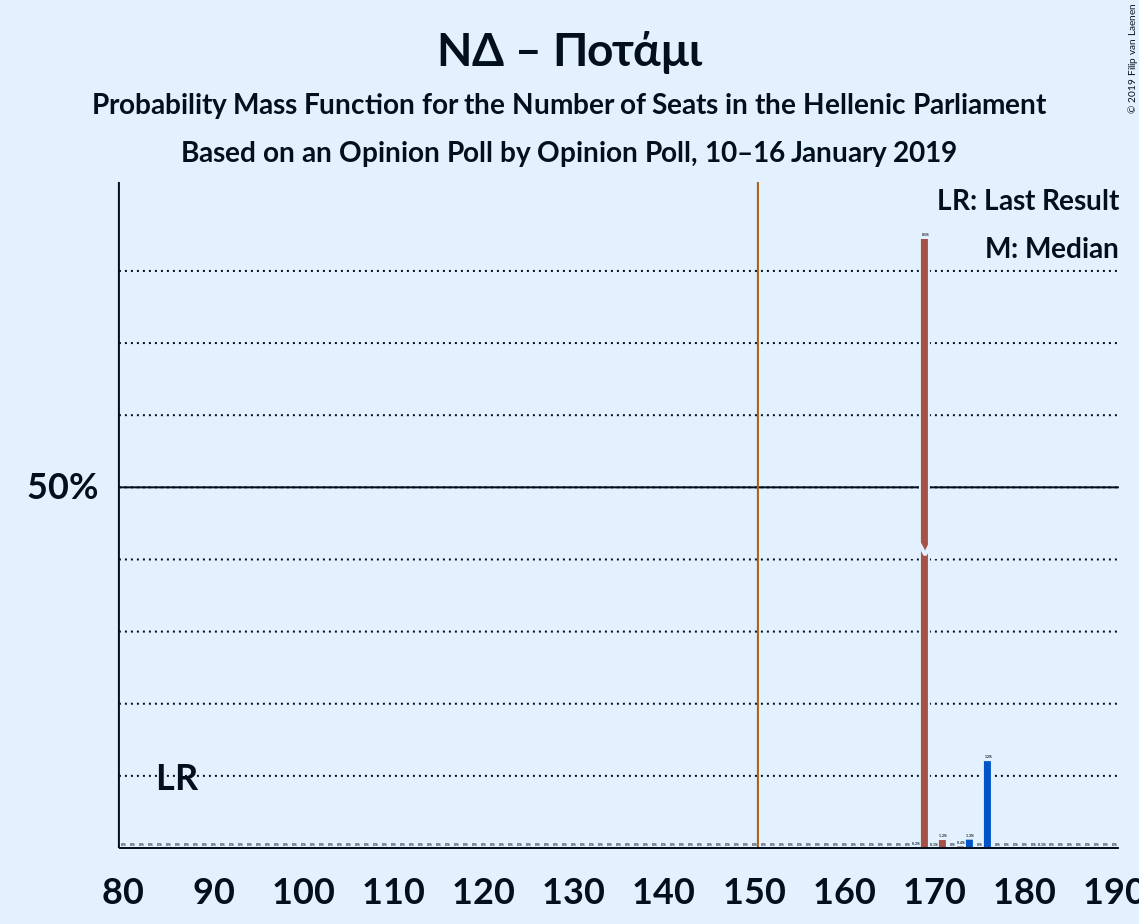 ΝΔ – Ποτάμι
Probability Mass Function for the Number of Seats in the Hellenic Parliament
Based on an Opinion Poll by Opinion Poll, 10–16 January 2019
© 2019 Filip van Laenen
LR: Last Result
M: Median
50%
LR
80 90 100 110 120 130 140 150 160 170 180 190